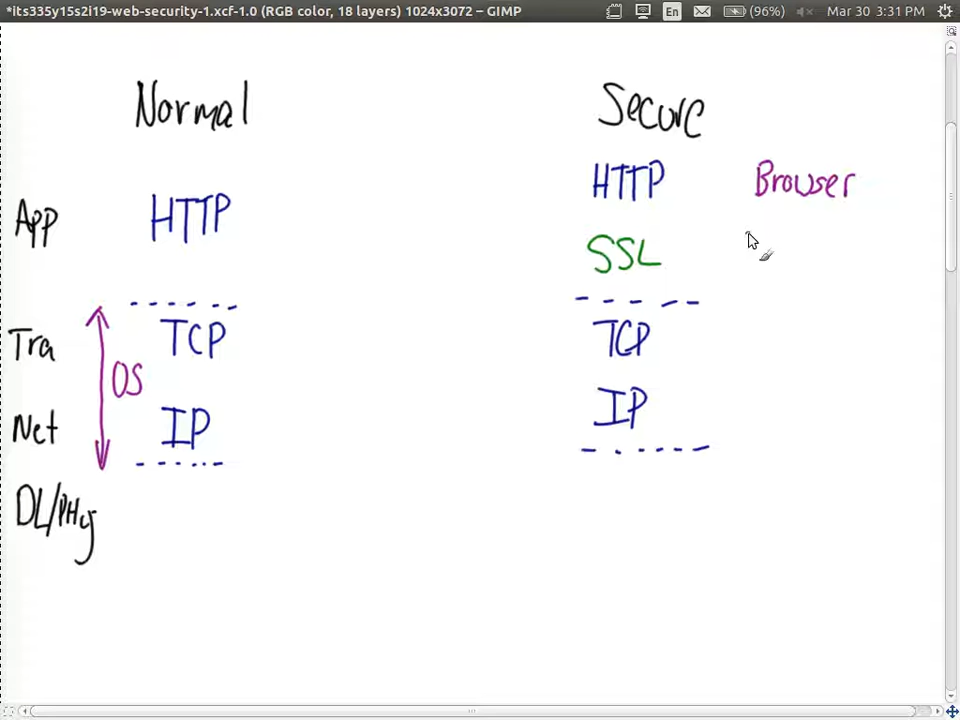 *its335y15s2i19-web-security-1.xcf-1.0 (RGB color, 18 layers) 1024x3072 – GIMP En (96%) Mar 30 3:31 PM
Normal Secure
HTTP Browser
App HTTP
SSL
Tra TCP TCP
OS
Net IP IP
DL/PHy